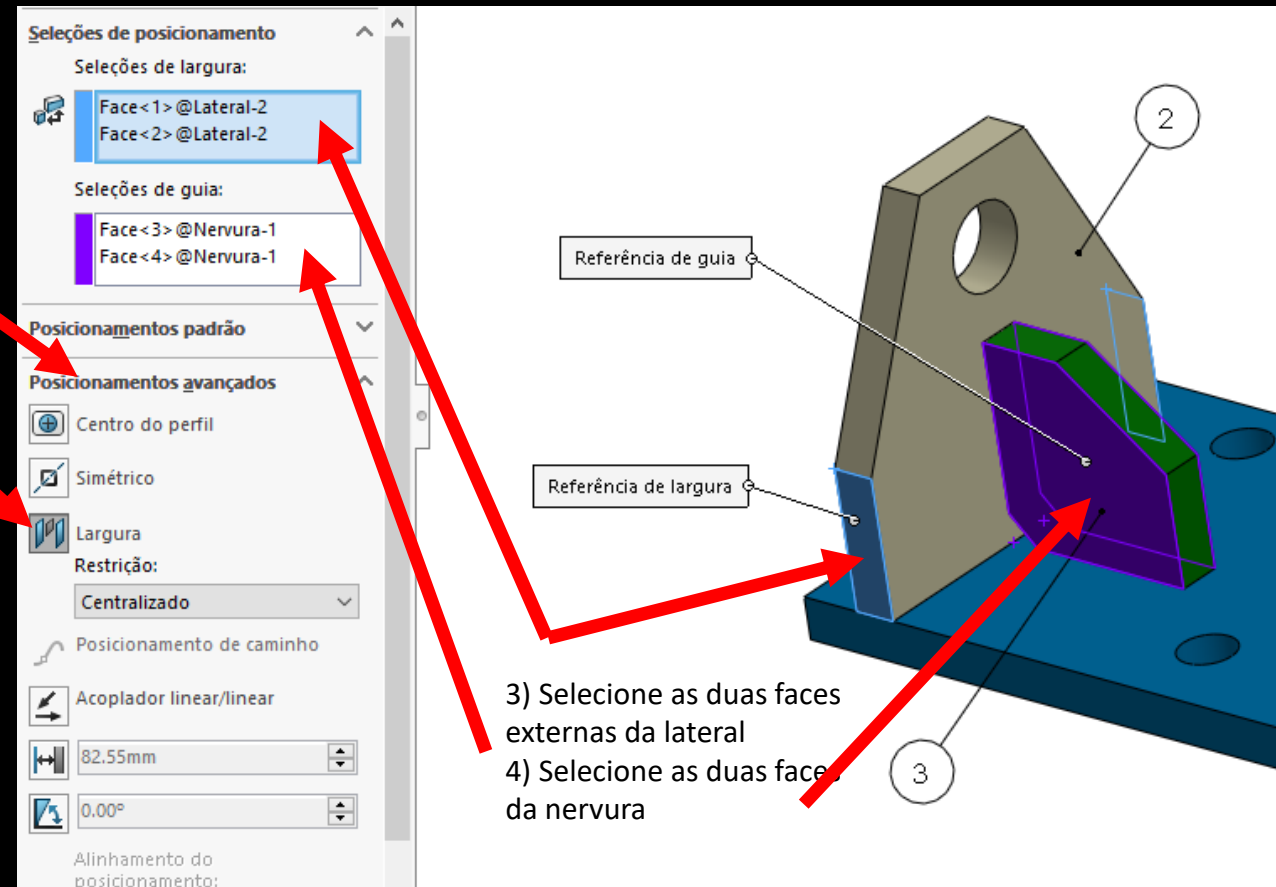 Seleções de posicionamento
Seleções de largura:
Face<1>@Lateral-2
Face<2>@Lateral-2
Seleções de guia:
Face<3>@Nervura-1
Face<4>@Nervura-1
Posicionamentos padrão
Posicionamentos avançados
Centro do perfil
Simétrico
Largura
Restrição:
Centralizado
Posicionamento de caminho
Acoplador linear/linear
82.55mm
0.00°
Alinhamento do
posicionamento:
2
Referência de guia
Referência de largura
3) Selecione as duas faces
externas da lateral
4) Selecione as duas faces
da nervura
3